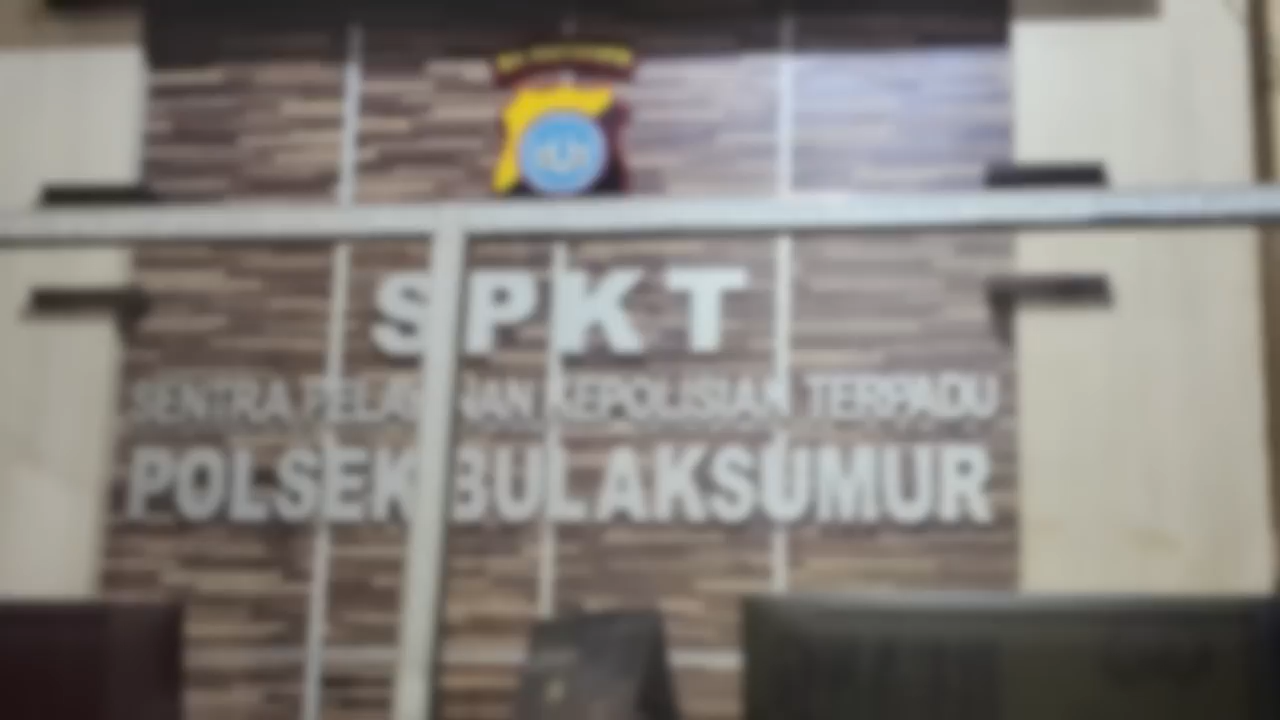 SPKT
SENTRA PELAYANAN KEPOLISIAN TERPADU
POLSEK BULAKSUMUR